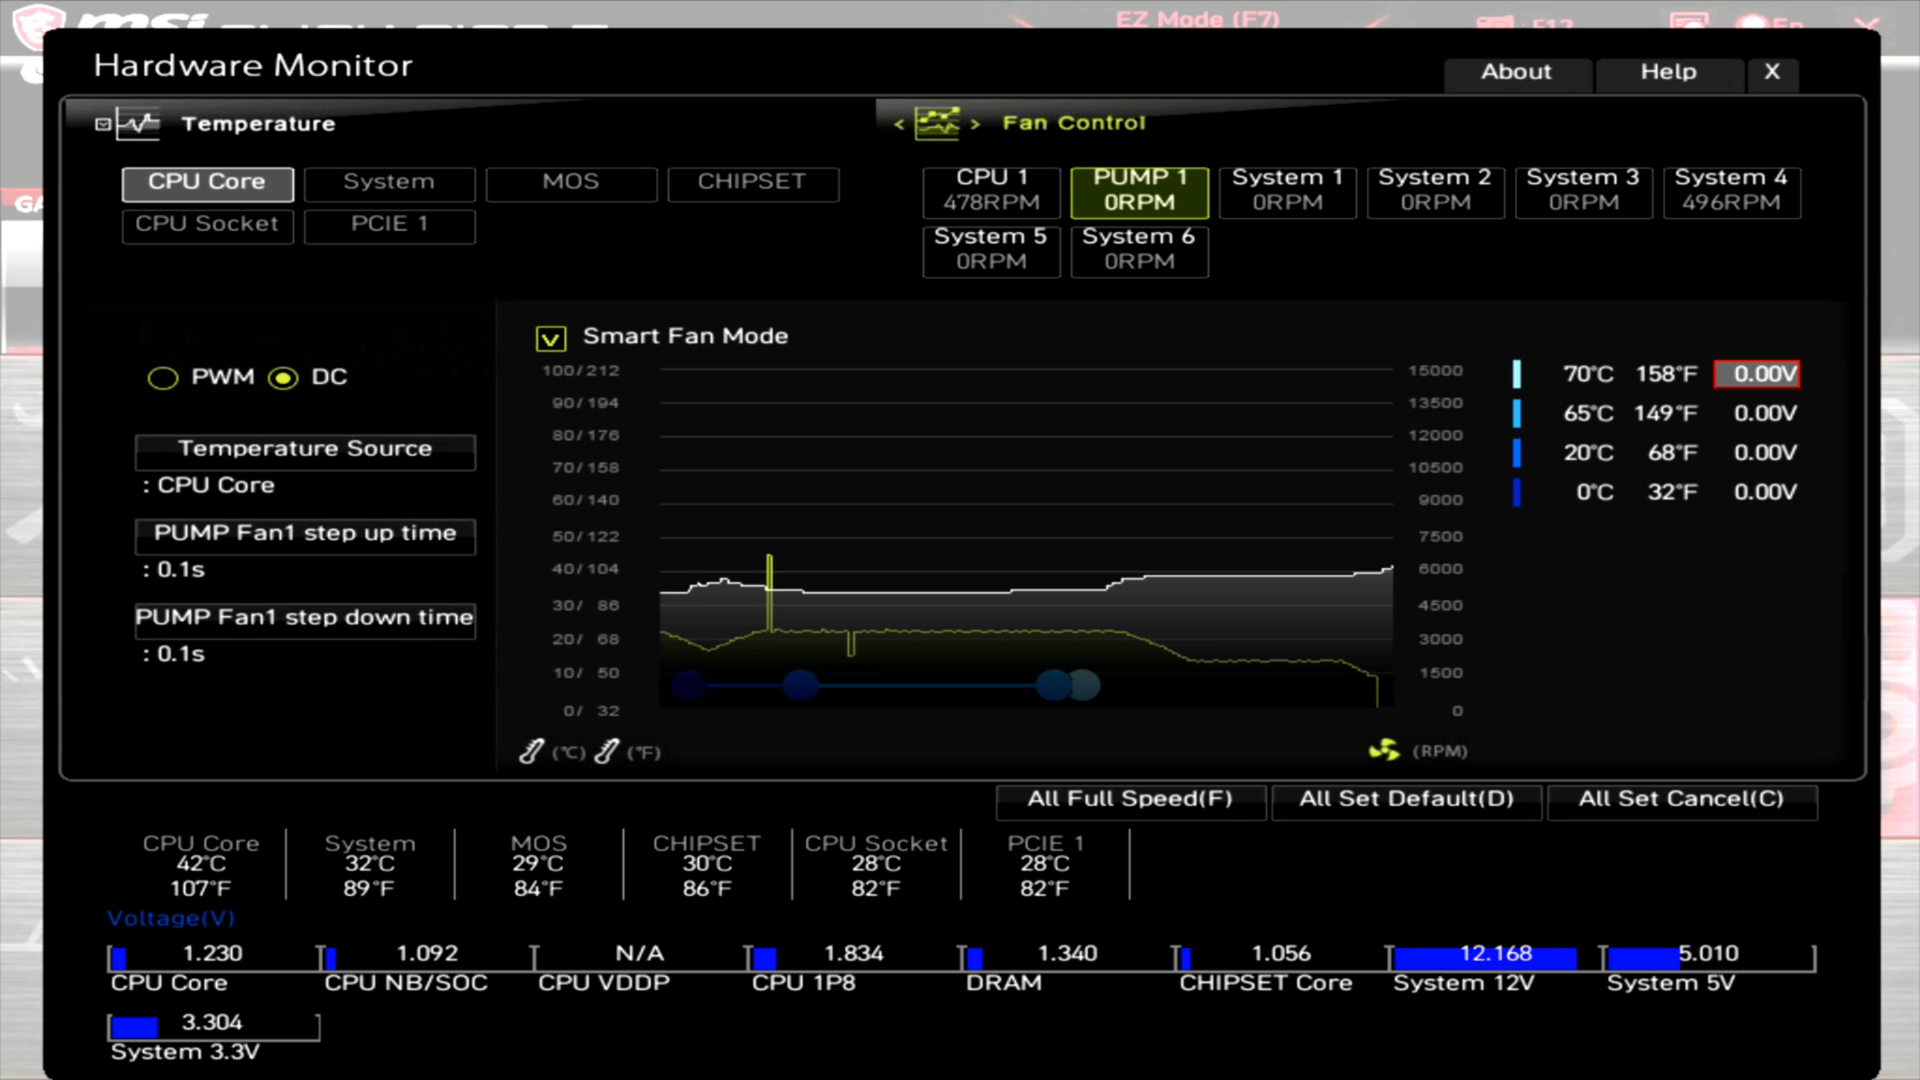 msi
EZ Mode (F7)
: F12
En
Hardware Monitor
About
Help
X
Temperature
< > Fan Control
CPU Core
System
MOS
CHIPSET
CPU Socket
PCIE 1
CPU 1
478RPM
PUMP 1
0RPM
System 1
0RPM
System 2
0RPM
System 3
0RPM
System 4
496RPM
System 5
0RPM
System 6
0RPM
PWM
DC
Temperature Source
: CPU Core
PUMP Fan1 step up time
: 0.1s
PUMP Fan1 step down time
: 0.1s
Smart Fan Mode
100/212
90/194
80/176
70/158
60/140
50/122
40/104
30/ 86
20/ 68
10/ 50
0/ 32
15000
13500
12000
10500
9000
7500
6000
4500
3000
1500
0
(°C) (°F)
(RPM)
70°C 158°F 0.00V
65°C 149°F 0.00V
20°C 68°F 0.00V
0°C 32°F 0.00V
All Full Speed(F)
All Set Default(D)
All Set Cancel(C)
CPU Core
42°C
107°F
System
32°C
89°F
MOS
29°C
84°F
CHIPSET
30°C
86°F
CPU Socket
28°C
82°F
PCIE 1
28°C
82°F
Voltage(V)
1.230
CPU Core
1.092
CPU NB/SOC
N/A
CPU VDDP
1.834
CPU 1P8
1.340
DRAM
1.056
CHIPSET Core
12.168
System 12V
5.010
System 5V
3.304
System 3.3V